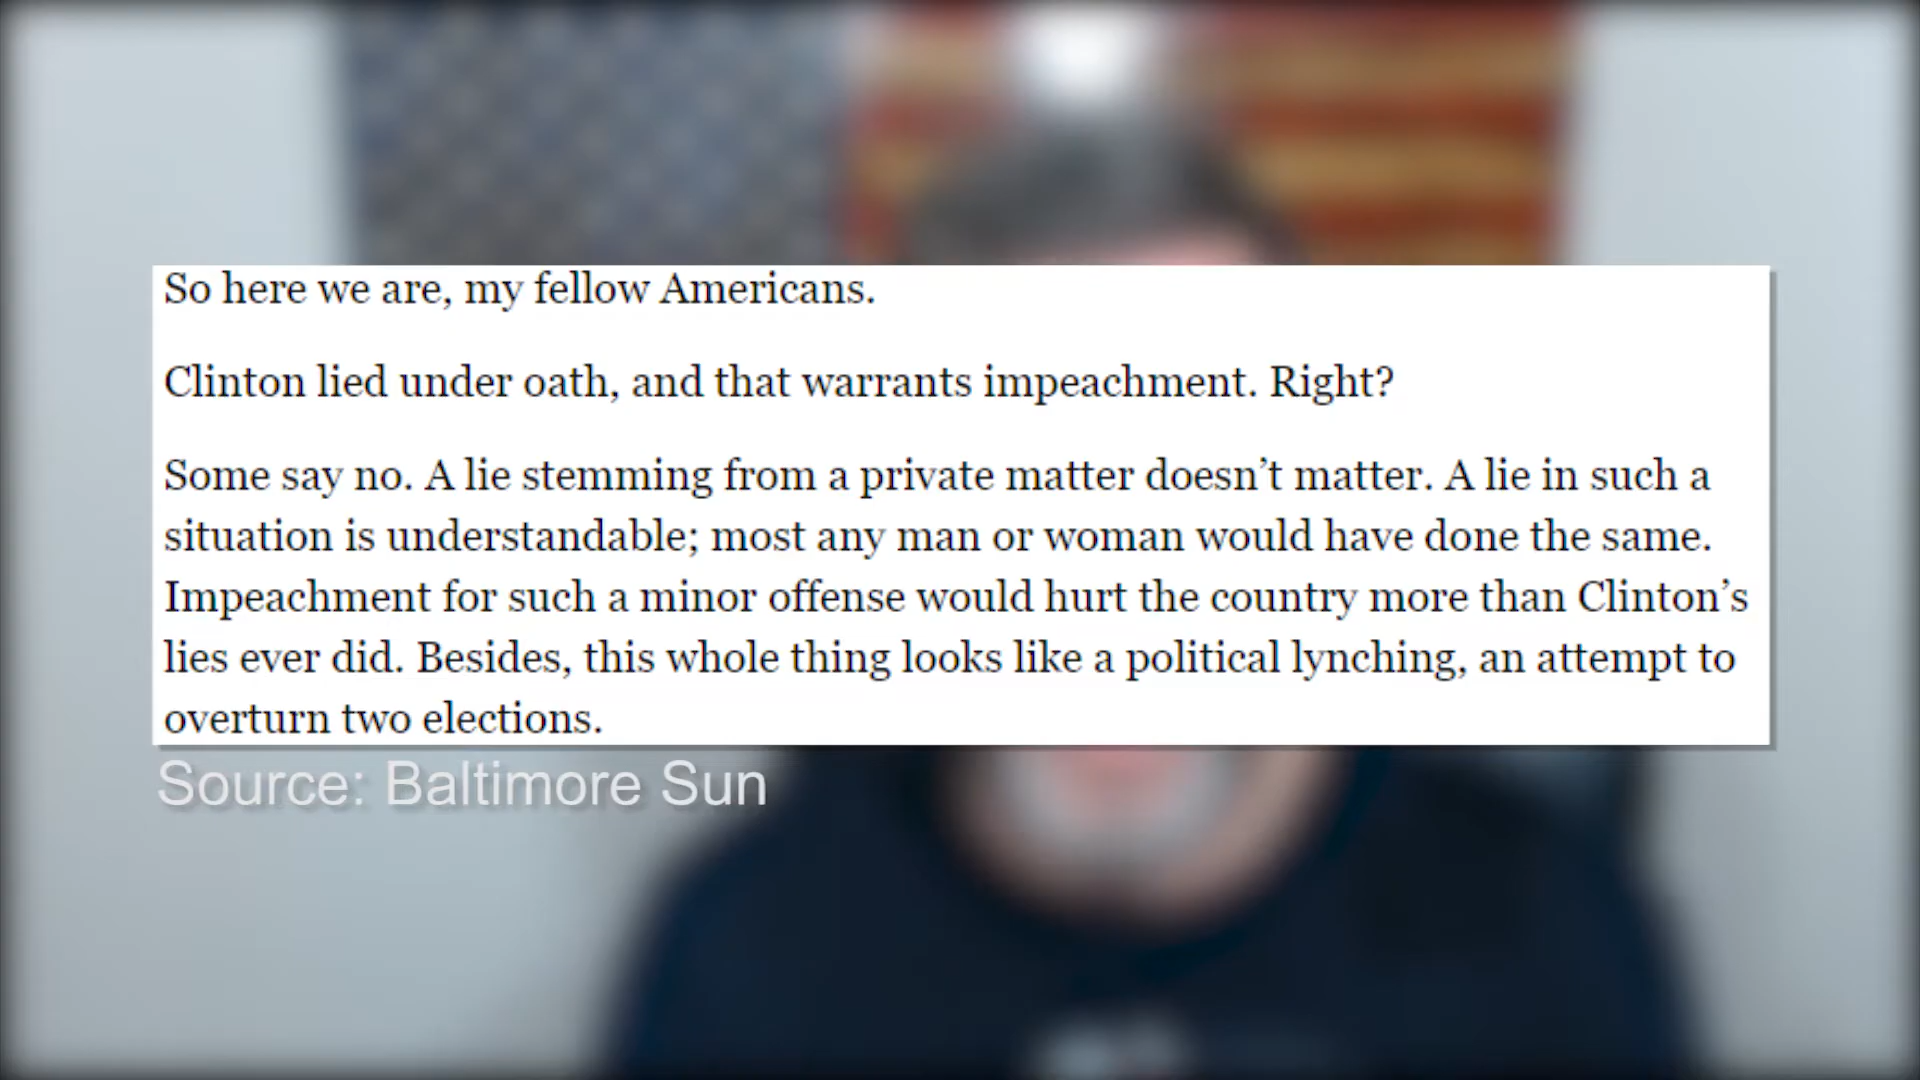 So here we are, my fellow Americans.
Clinton lied under oath, and that warrants impeachment. Right?
Some say no. A lie stemming from a private matter doesn’t matter. A lie in such a
situation is understandable; most any man or woman would have done the same.
Impeachment for such a minor offense would hurt the country more than Clinton’s
lies ever did. Besides, this whole thing looks like a political lynching, an attempt to
overturn two elections.
Source: Baltimore Sun